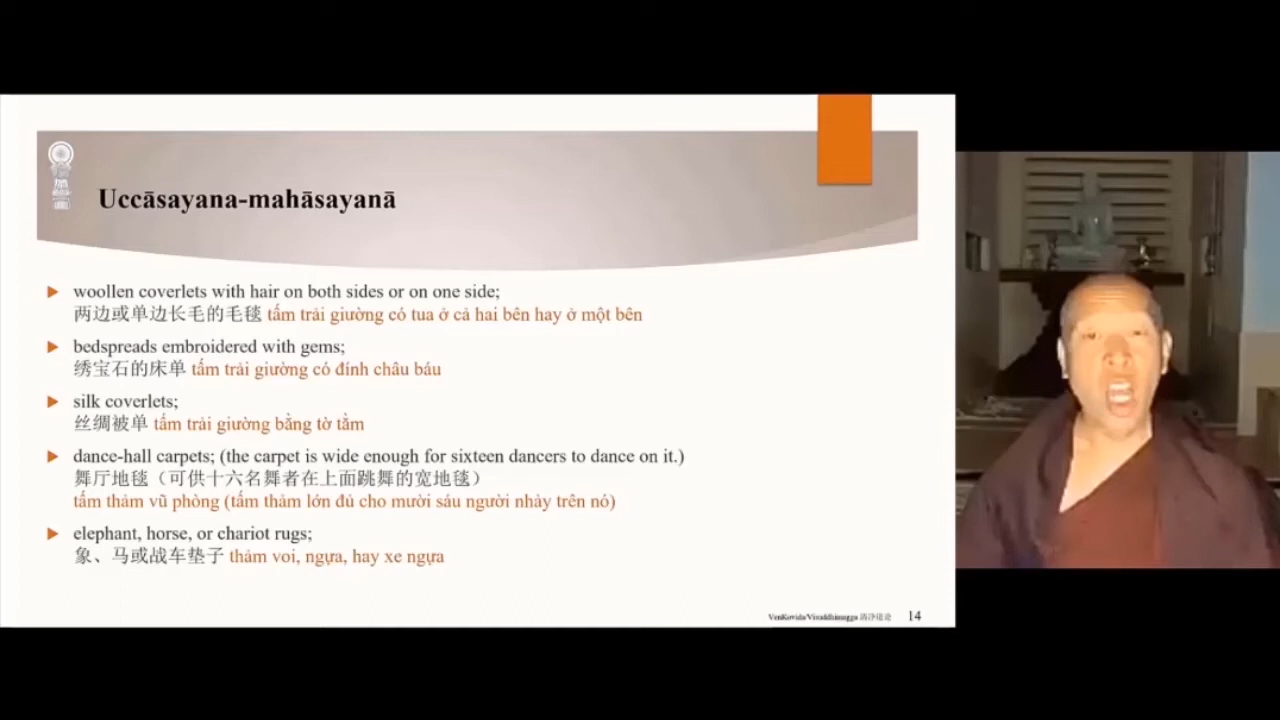 Uccāsayana-mahāsayanā
woollen coverlets with hair on both sides or on one side;
两边或单边长毛的毛毯 tấm trải giường có tua ở cả hai bên hay ở một bên
bedspreads embroidered with gems;
绣宝石的床单 tấm trải giường có đính châu báu
silk coverlets;
丝绸被单 tấm trải giường bằng tờ tằm
dance-hall carpets; (the carpet is wide enough for sixteen dancers to dance on it.)
舞厅地毯（可供十六名舞者在上面跳舞的宽地毯）
tấm thảm vũ phòng (tấm thảm lớn đủ cho mười sáu người nhảy trên nó)
elephant, horse, or chariot rugs;
象、马或战车垫子 thảm voi, ngựa, hay xe ngựa
VenKovida/Visuddhimagga 清净道论 14